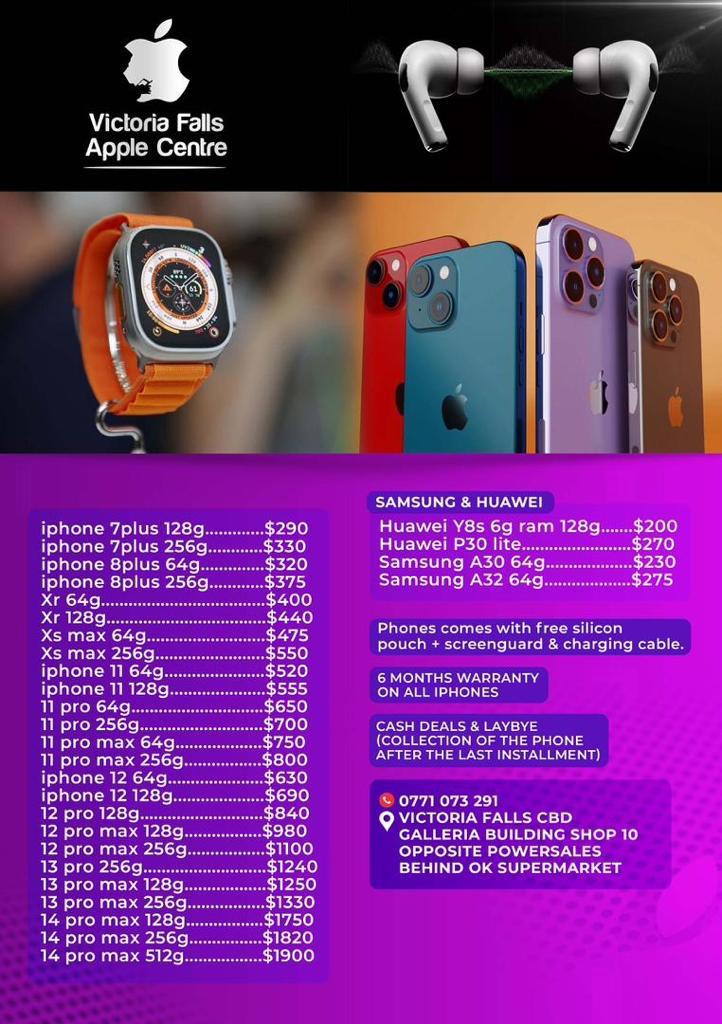 Victoria Falls
Apple Centre
iphone 7plus 128g............$290
iphone 7plus 256g............$330
iphone 8plus 64g.............$320
iphone 8plus 256g...........$375
Xr 64g.................................$400
Xr 128g................................$440
Xs max 64g........................$475
Xs max 256g......................$550
iphone 11 64g....................$520
iphone 11 128g...................$555
11 pro 64g...........................$650
11 pro 256g.........................$700
11 pro max 64g..................$750
11 pro max 256g................$800
iphone 12 64g...................$630
iphone 12 128g..................$690
12 pro 128g.........................$840
12 pro max 128g................$980
12 pro max 256g...............$1100
13 pro 256g.........................$1240
13 pro max 128g................$1250
13 pro max 256g...............$1330
14 pro max 128g................$1750
14 pro max 256g...............$1820
14 pro max 512g................$1900
SAMSUNG & HUAWEI
Huawei Y8s 6g ram 128g.......$200
Huawei P30 lite......................$270
Samsung A30 64g.................$230
Samsung A32 64g.................$275
Phones comes with free silicon
pouch + screenguard & charging cable.
6 MONTHS WARRANTY
ON ALL IPHONES
CASH DEALS & LAYBYE
(COLLECTION OF THE PHONE
AFTER THE LAST INSTALLMENT)
0771 073 291
VICTORIA FALLS CBD
GALLERIA BUILDING SHOP 10
OPPOSITE POWERSALES
BEHIND OK SUPERMARKET